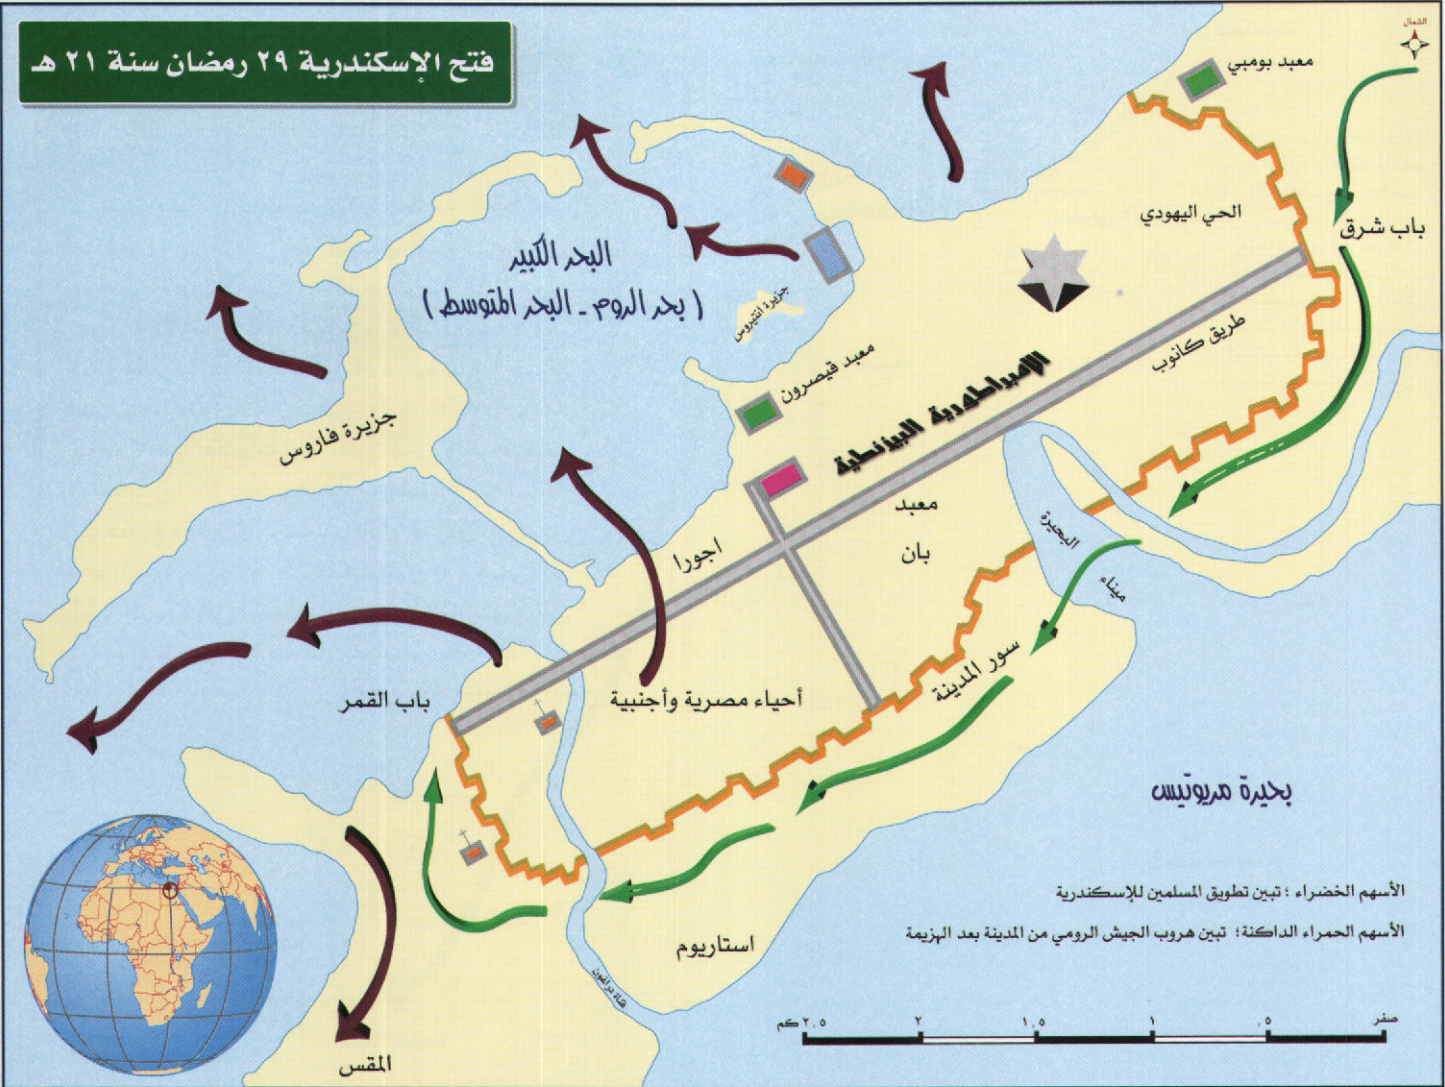 فتح الإسكندرية ٢٩ رمضان سنة ٢١ هـ
الشمال
معبد بومبي
الحي اليهودي
باب شرق
البحر الكبير
( بحر الروم - البحر المتوسط )
جزيرة انتيروس
معبد قيصرون
طريق كانوب
الامبراطورية البيزنطية
جزيرة فاروس
معبد
بان
البحيرة
ميناء
اجورا
سور المدينة
أحياء مصرية وأجنبية
باب القمر
بحيرة مريوتيس
الأسهم الخضراء ؛ تبين تطويق المسلمين للإسكندرية
الأسهم الحمراء الداكنة؛ تبين هروب الجيش الرومي من المدينة بعد الهزيمة
استاريوم
قناة دراغون
المقس
صفر ٠,٥ ١ ١,٥ ٢ ٢,٥ كم